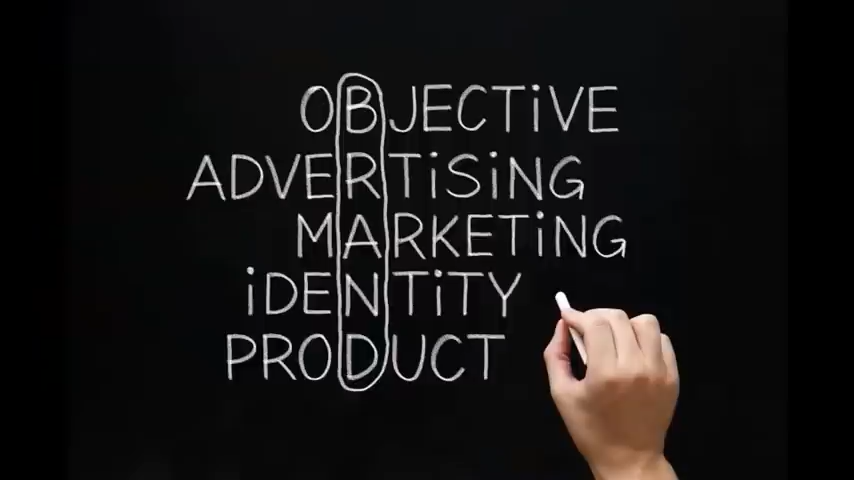 OBJECTIVE
ADVERTISING
MARKETING
iDENTiTY
PRODUCT